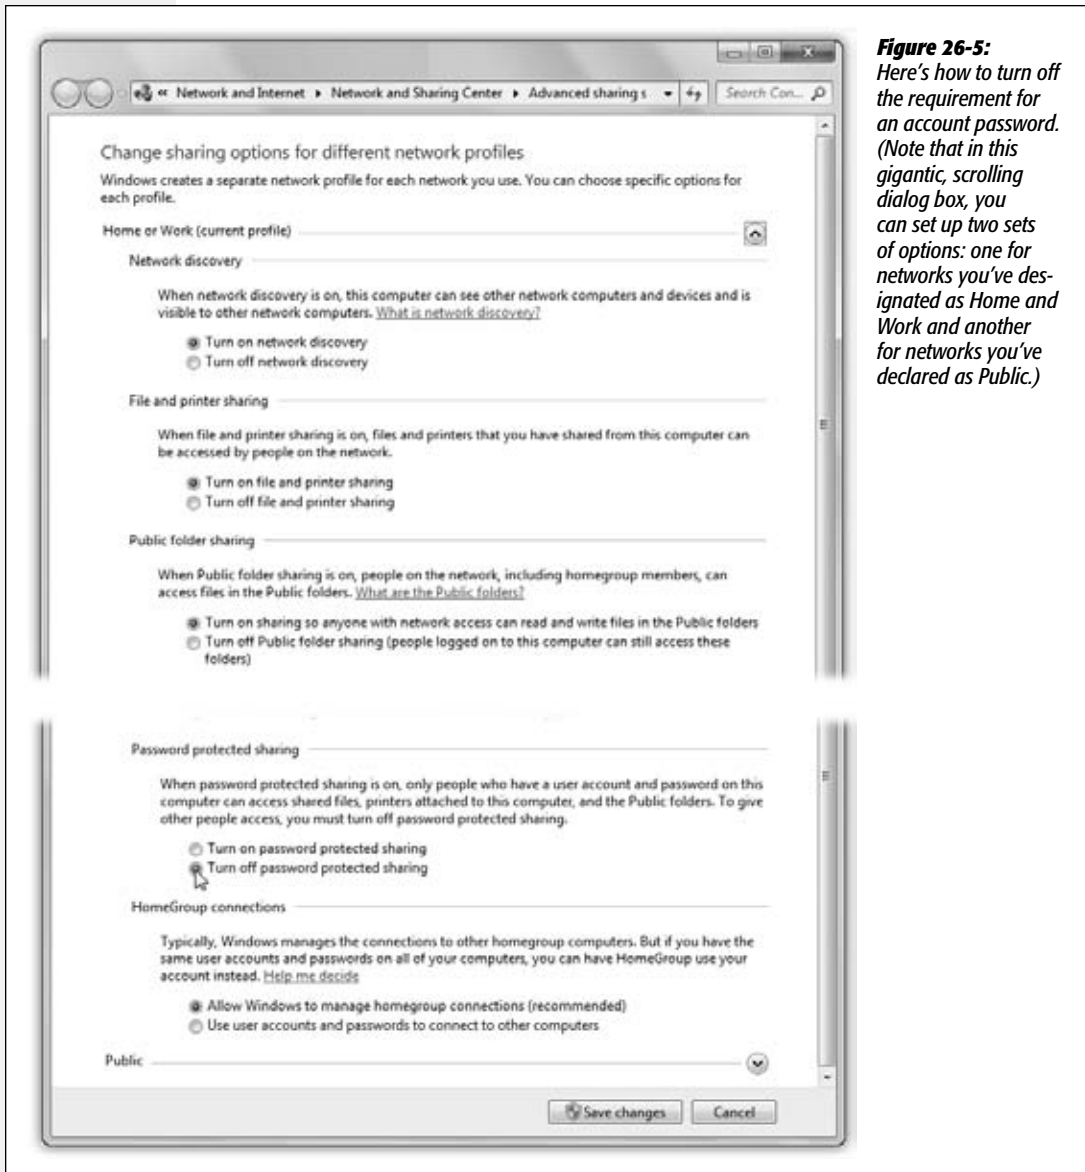 « Network and Internet ▸ Network and Sharing Center ▸ Advanced sharing s
Search Con...
Change sharing options for different network profiles
Windows creates a separate network profile for each network you use. You can choose specific options for
each profile.
Home or Work (current profile)
Network discovery
When network discovery is on, this computer can see other network computers and devices and is
visible to other network computers. What is network discovery?
Turn on network discovery
Turn off network discovery
File and printer sharing
When file and printer sharing is on, files and printers that you have shared from this computer can
be accessed by people on the network.
Turn on file and printer sharing
Turn off file and printer sharing
Public folder sharing
When Public folder sharing is on, people on the network, including homegroup members, can
access files in the Public folders. What are the Public folders?
Turn on sharing so anyone with network access can read and write files in the Public folders
Turn off Public folder sharing (people logged on to this computer can still access these
folders)
Password protected sharing
When password protected sharing is on, only people who have a user account and password on this
computer can access shared files, printers attached to this computer, and the Public folders. To give
other people access, you must turn off password protected sharing.
Turn on password protected sharing
Turn off password protected sharing
HomeGroup connections
Typically, Windows manages the connections to other homegroup computers. But if you have the
same user accounts and passwords on all of your computers, you can have HomeGroup use your
account instead. Help me decide
Allow Windows to manage homegroup connections (recommended)
Use user accounts and passwords to connect to other computers
Public
Save changes
Cancel
Figure 26-5:
Here's how to turn off
the requirement for
an account password.
(Note that in this
gigantic, scrolling
dialog box, you
can set up two sets
of options: one for
networks you've des-
ignated as Home and
Work and another
for networks you've
declared as Public.)